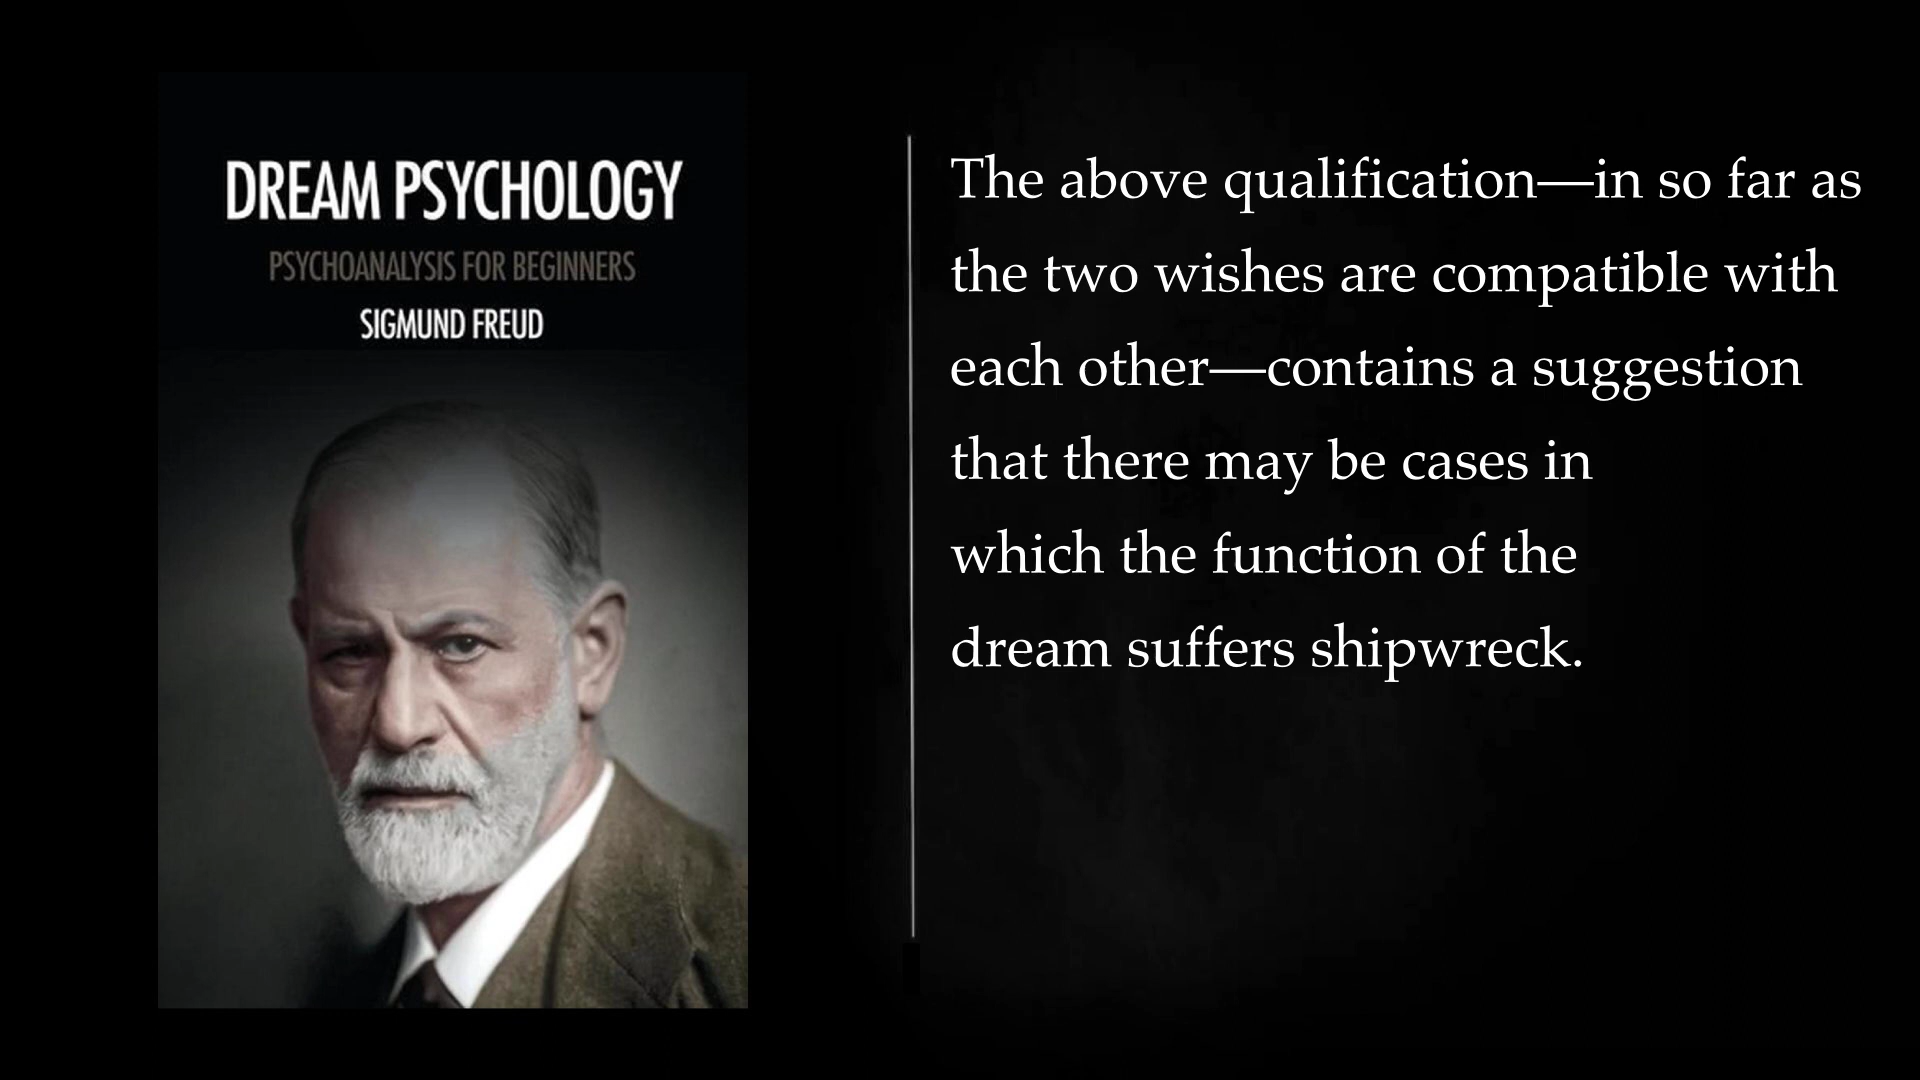 DREAM PSYCHOLOGY
PSYCHOANALYSIS FOR BEGINNERS
SIGMUND FREUD
The above qualification—in so far as
the two wishes are compatible with
each other—contains a suggestion
that there may be cases in
which the function of the
dream suffers shipwreck.